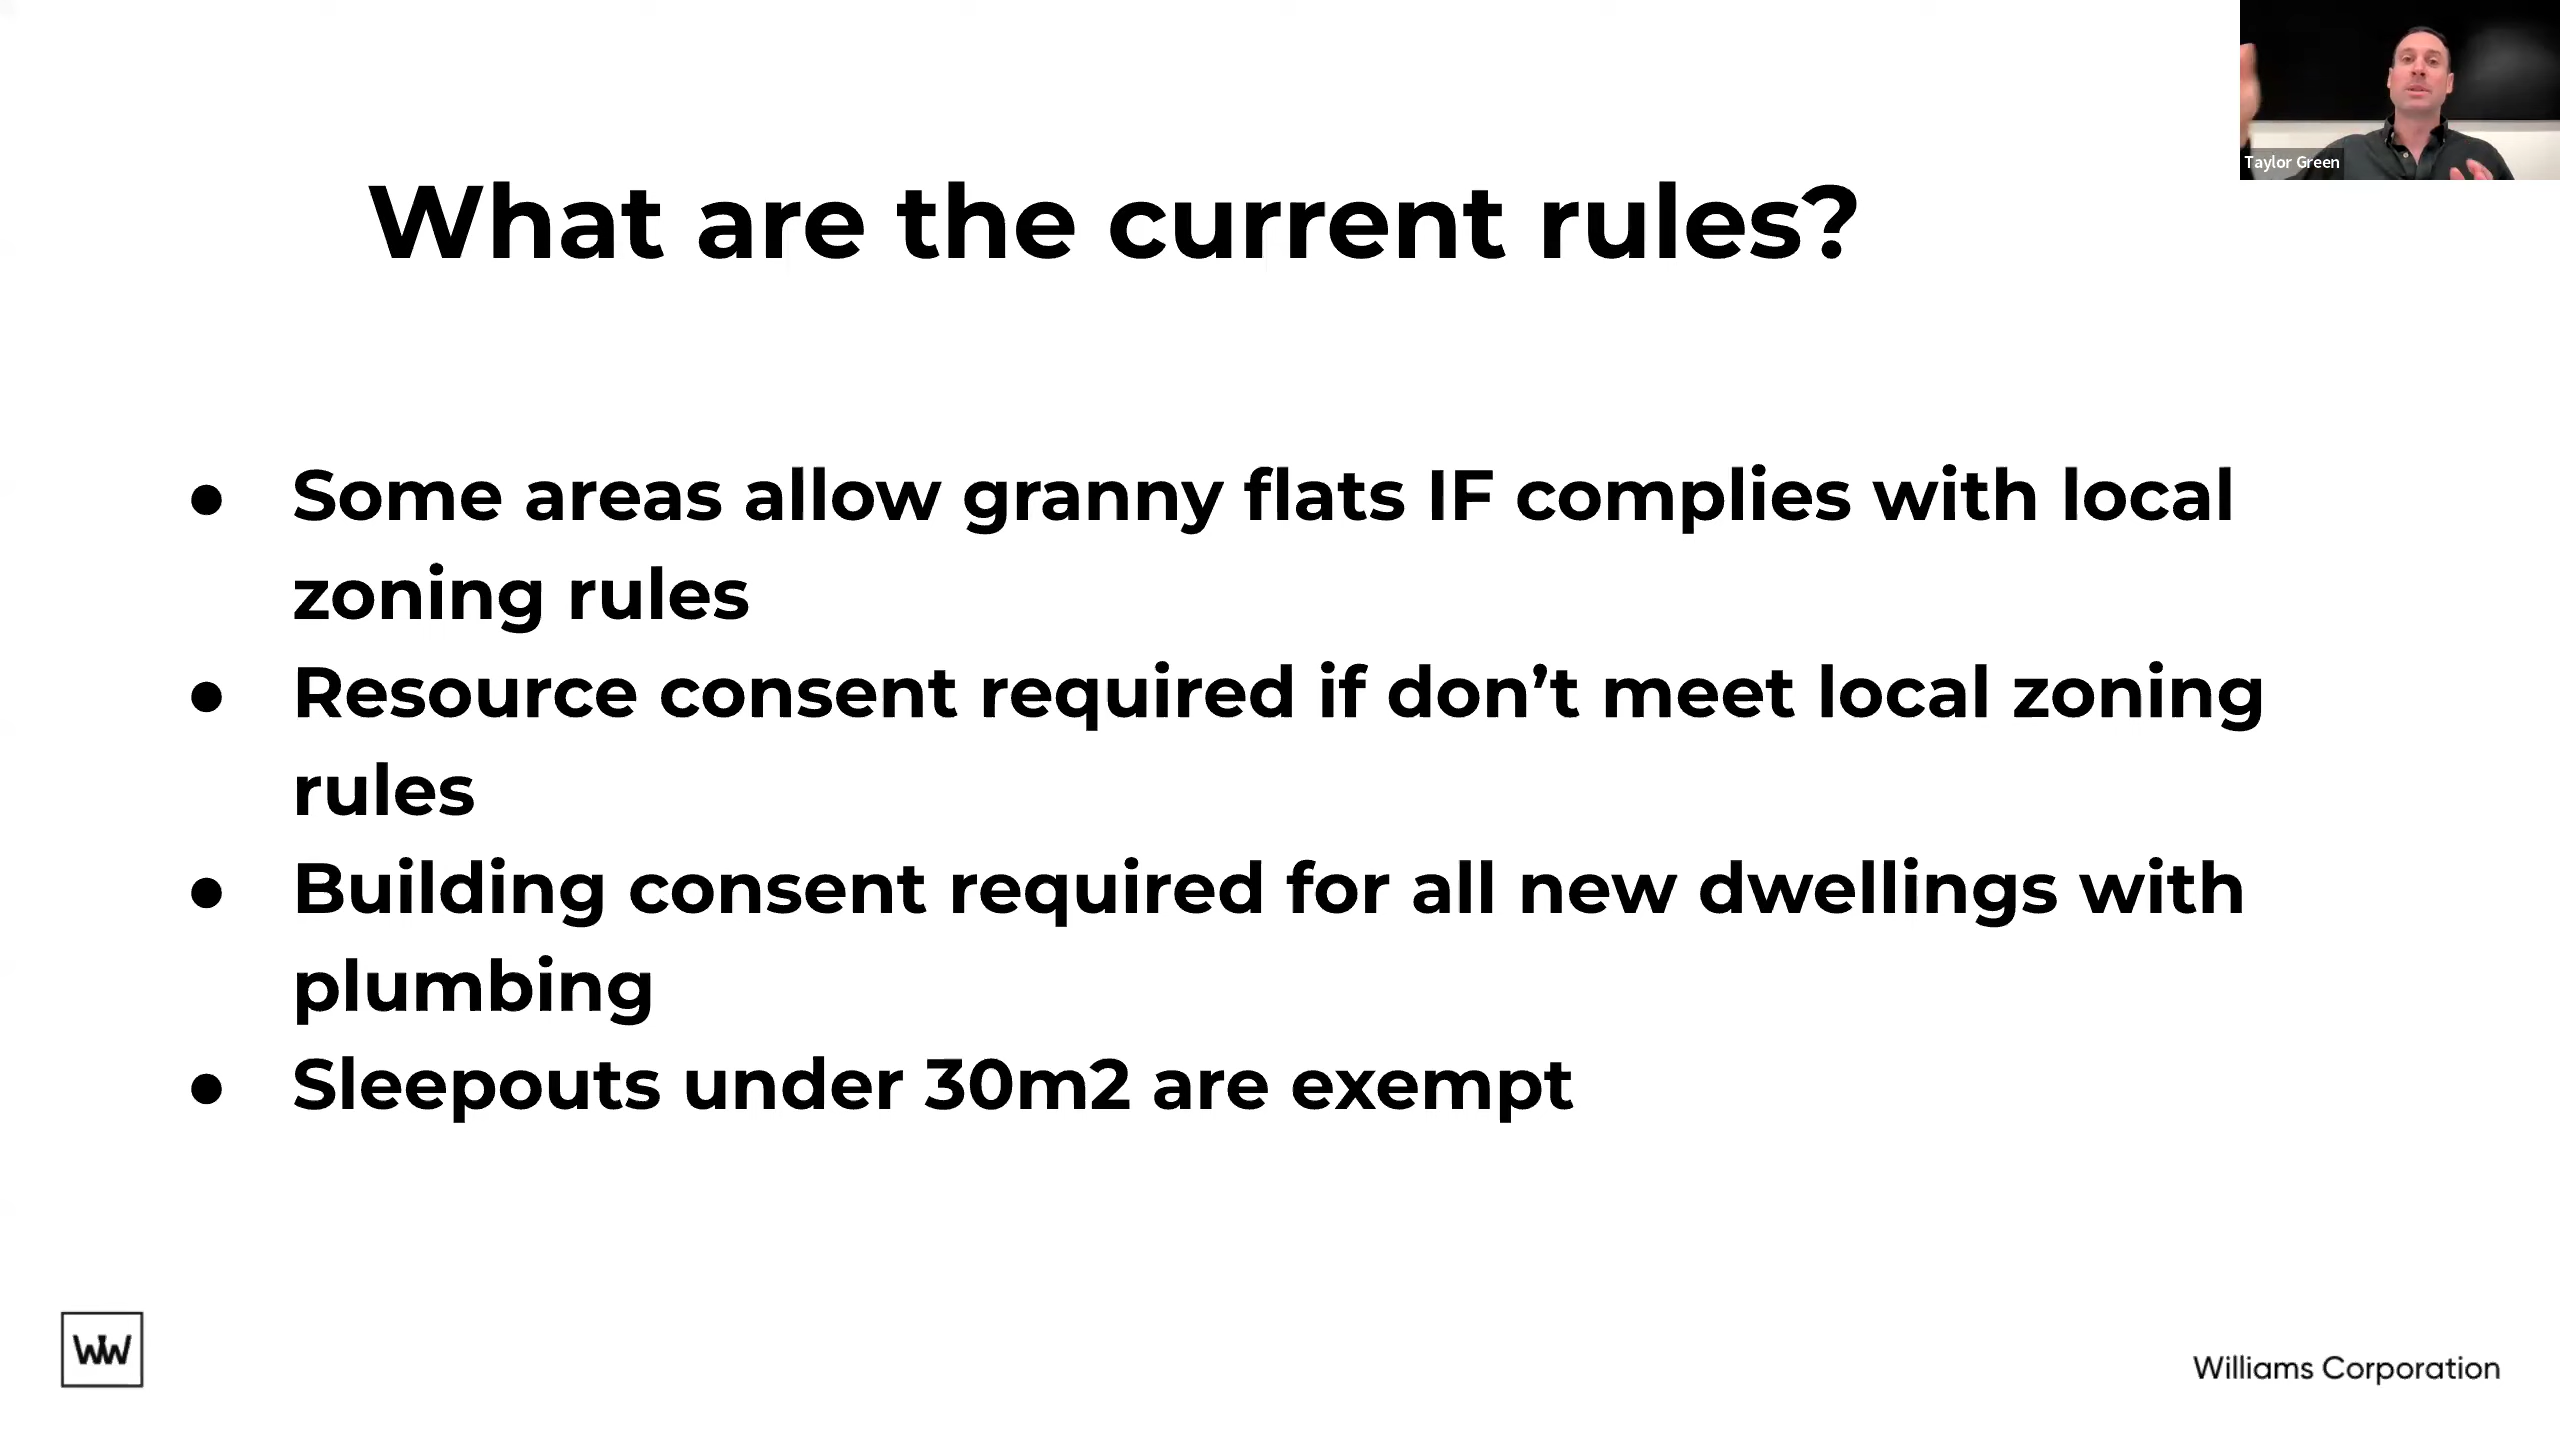 Taylor Green
What are the current rules?
● Some areas allow granny flats IF complies with local
zoning rules
● Resource consent required if don’t meet local zoning
rules
● Building consent required for all new dwellings with
plumbing
● Sleepouts under 30m2 are exempt
WW
Williams Corporation